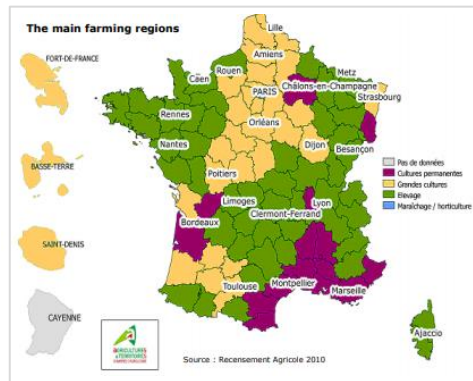 The main farming regions
FORT-DE-FRANCE
BASSE-TERRE
SAINT-DENIS
CAYENNE
Lille
Amiens
Rouen
Caen
PARIS
Châlons-en-Champagne
Metz
Strasbourg
Rennes
Orléans
Nantes
Dijon
Besançon
Poitiers
Limoges
Clermont-Ferrand
Lyon
Bordeaux
Toulouse
Montpellier
Marseille
Ajaccio
Pas de données
Cultures permanentes
Grandes cultures
Elevage
Maraîchage / horticulture
AGRICULTURES
& TERRITOIRES
Source : Recensement Agricole 2010